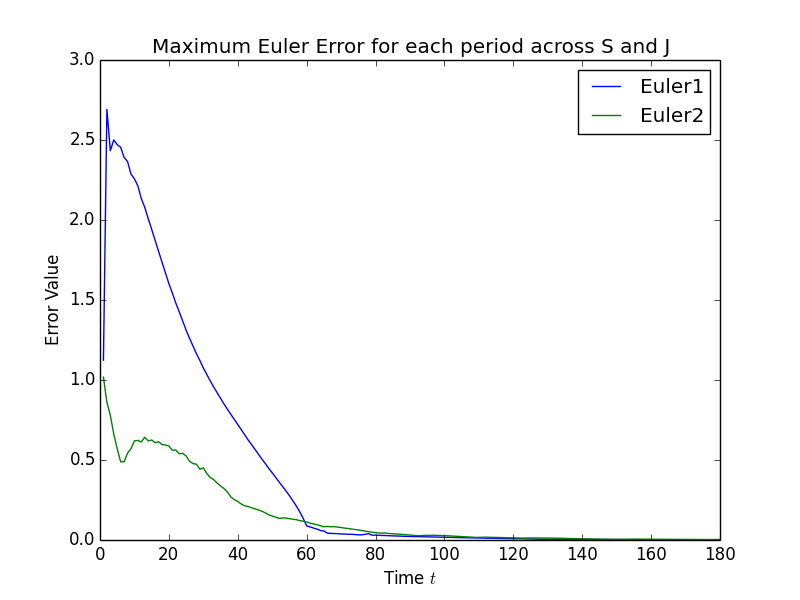 Maximum Euler Error for each period across S and J
Euler1
Euler2
3.0
2.5
2.0
1.5
1.0
0.5
0.0
Error Value
0 20 40 60 80 100 120 140 160 180
Time t